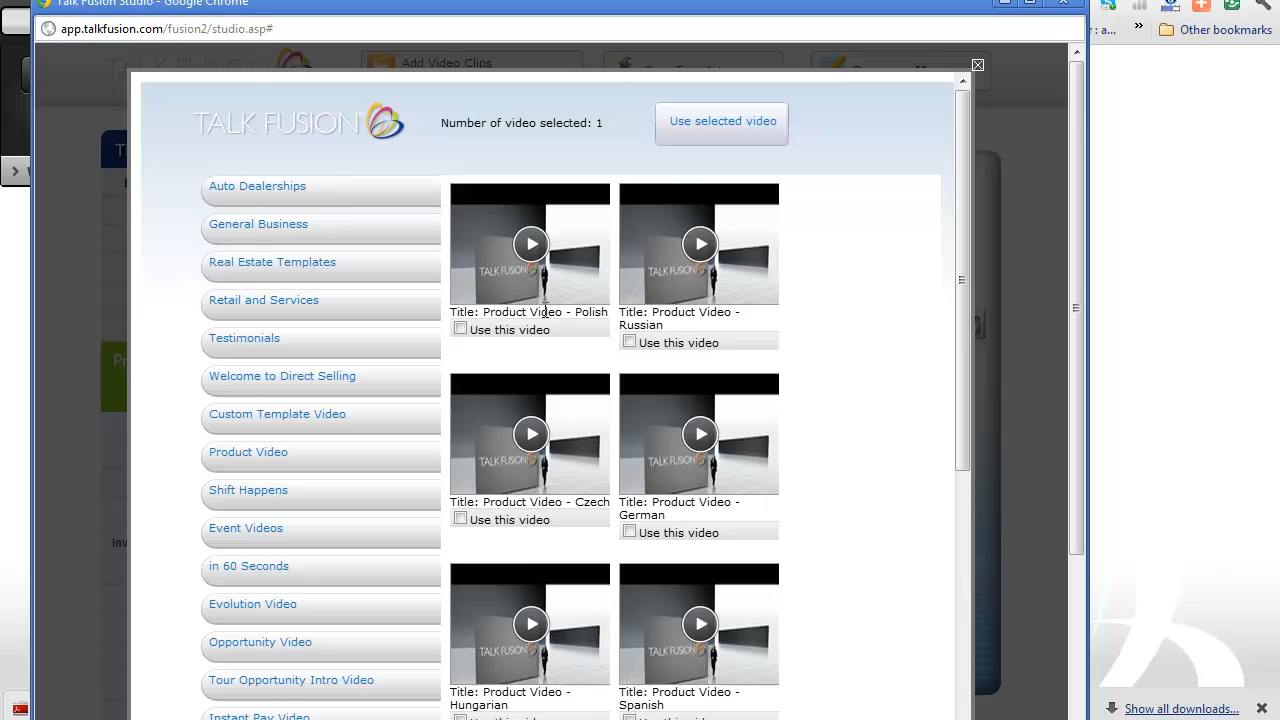 Talk Fusion Studio - Google Chrome
app.talkfusion.com/fusion2/studio.asp#
Other bookmarks
Add Video Clips
TALK FUSION
Number of video selected: 1
Use selected video
Auto Dealerships
General Business
Real Estate Templates
Retail and Services
Testimonials
Welcome to Direct Selling
Custom Template Video
Product Video
Shift Happens
Event Videos
in 60 Seconds
Evolution Video
Opportunity Video
Tour Opportunity Intro Video
Instant Pay Video
TALK FUSION
Title: Product Video - Polish
Use this video
TALK FUSION
Title: Product Video -
Russian
Use this video
TALK FUSION
Title: Product Video - Czech
Use this video
TALK FUSION
Title: Product Video -
German
Use this video
TALK FUSION
Title: Product Video -
Hungarian
TALK FUSION
Title: Product Video -
Spanish
Show all downloads...